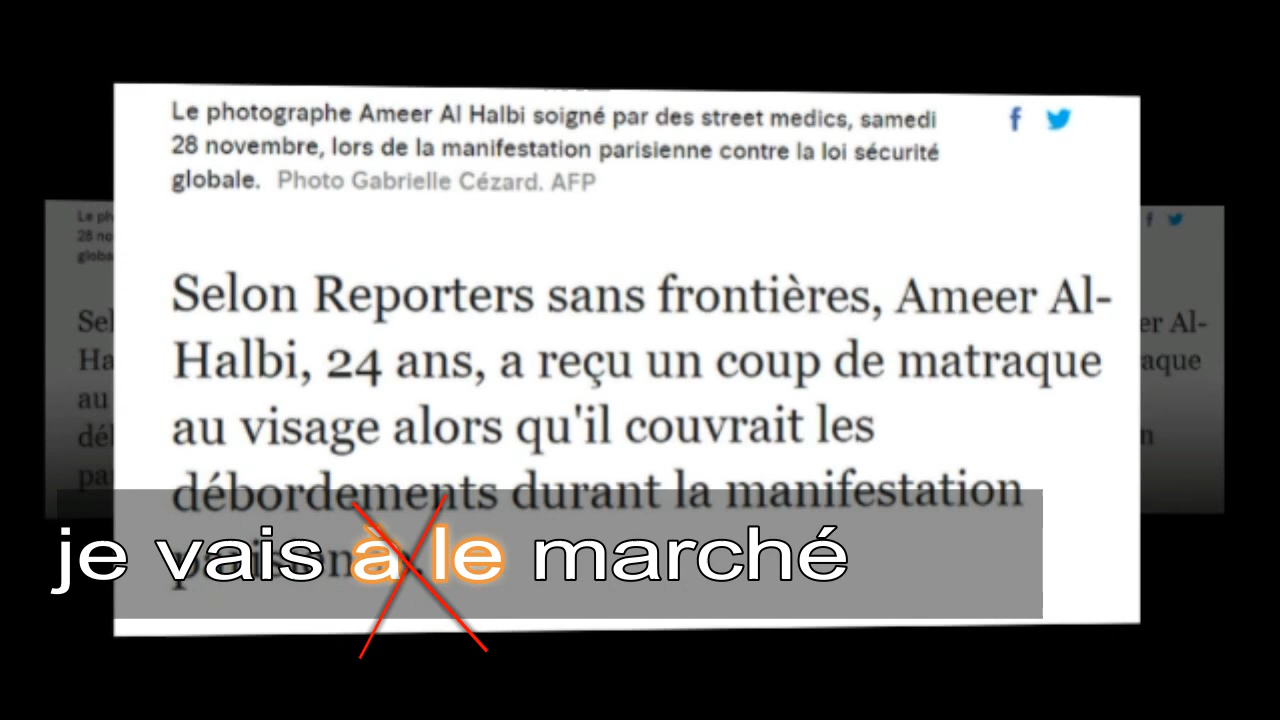 Le photographe Ameer Al Halbi soigné par des street medics, samedi
28 novembre, lors de la manifestation parisienne contre la loi sécurité
globale. Photo Gabrielle Cézard. AFP
Selon Reporters sans frontières, Ameer Al-
Halbi, 24 ans, a reçu un coup de matraque
au visage alors qu'il couvrait les
débordements durant la manifestation
je vais à le marché